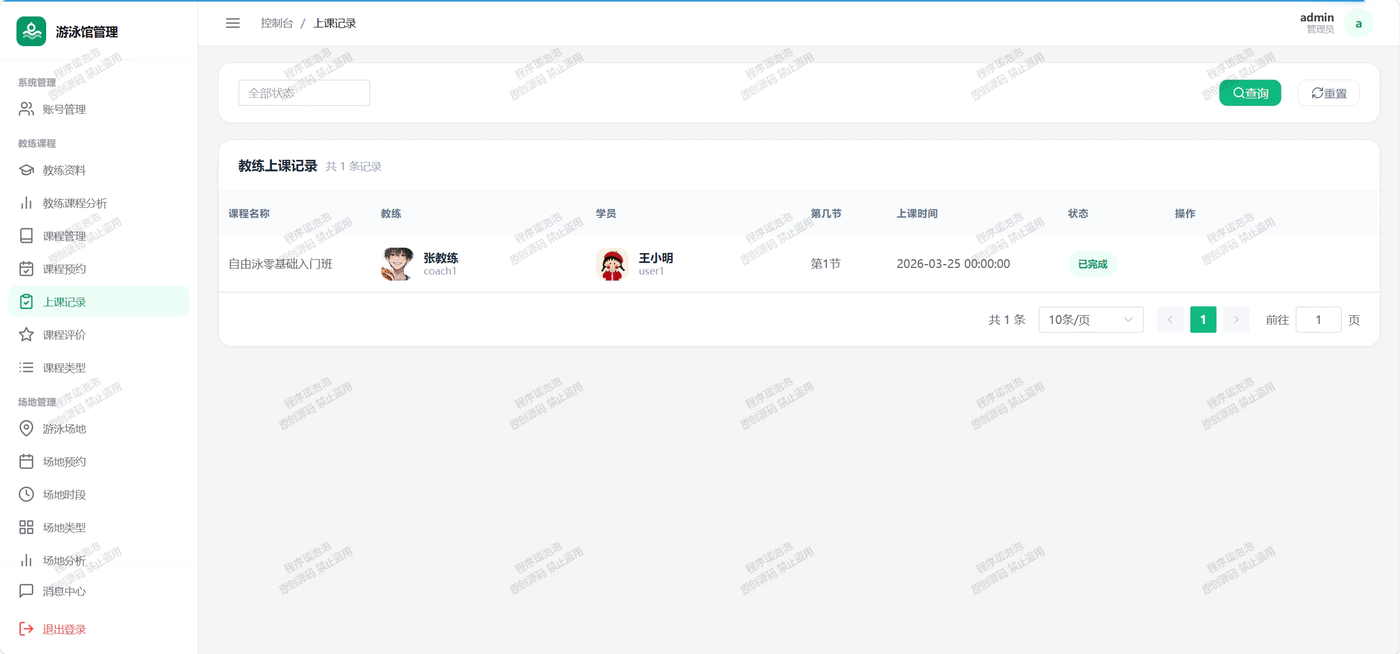 游泳馆管理
系统管理
账号管理
教练课程
教练资料
教练课程分析
课程管理
课程预约
上课记录
课程评价
课程类型
场地管理
游泳场地
场地预约
场地时段
场地类型
场地分析
消息中心
退出登录
控制台 / 上课记录
admin
管理员
a
全部状态
查询
重置
教练上课记录 共 1 条记录
课程名称 教练 学员 第几节 上课时间 状态 操作
自由泳零基础入门班 张教练 王小明 第1节 2026-03-25 00:00:00 已完成
coach1 user1
共 1 条 10条/页 1 前往 1 页
原创源码 禁止盗用